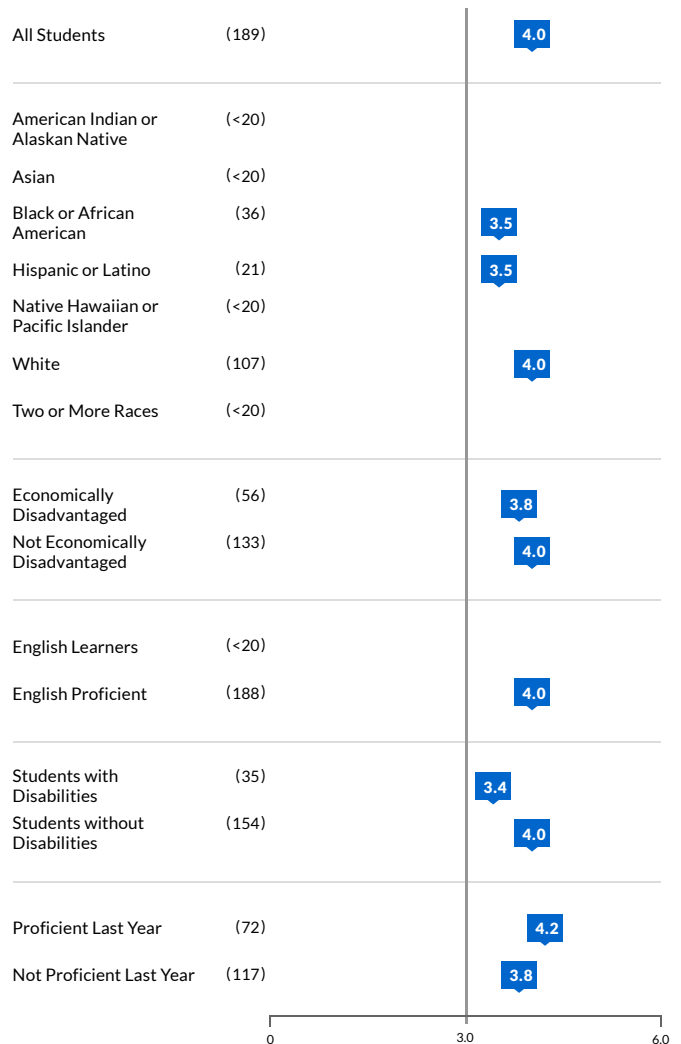 All Students (189) 4.0
American Indian or (<20)
Alaskan Native
Asian (<20)
Black or African (36) 3.5
American
Hispanic or Latino (21) 3.5
Native Hawaiian or (<20)
Pacific Islander
White (107) 4.0
Two or More Races (<20)
Economically (56) 3.8
Disadvantaged
Not Economically (133) 4.0
Disadvantaged
English Learners (<20)
English Proficient (188) 4.0
Students with (35) 3.4
Disabilities
Students without (154) 4.0
Disabilities
Proficient Last Year (72) 4.2
Not Proficient Last Year (117) 3.8
0 3.0 6.0